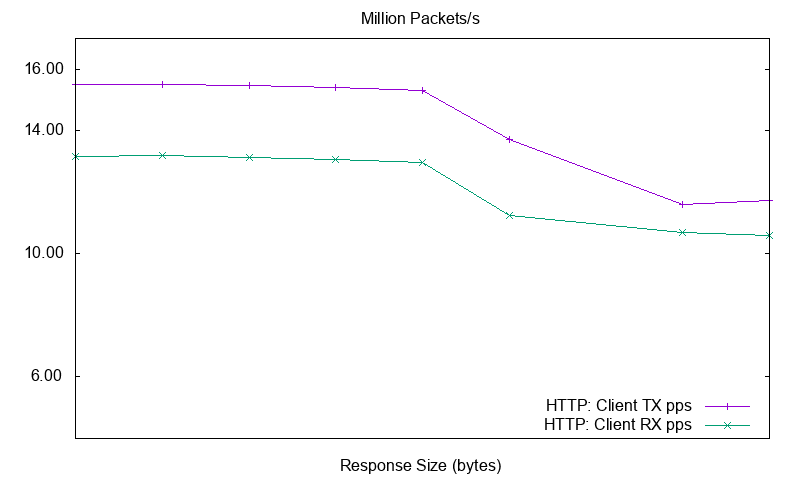 Million Packets/s
16.00
14.00
10.00
6.00
HTTP: Client TX pps
HTTP: Client RX pps
Response Size (bytes)